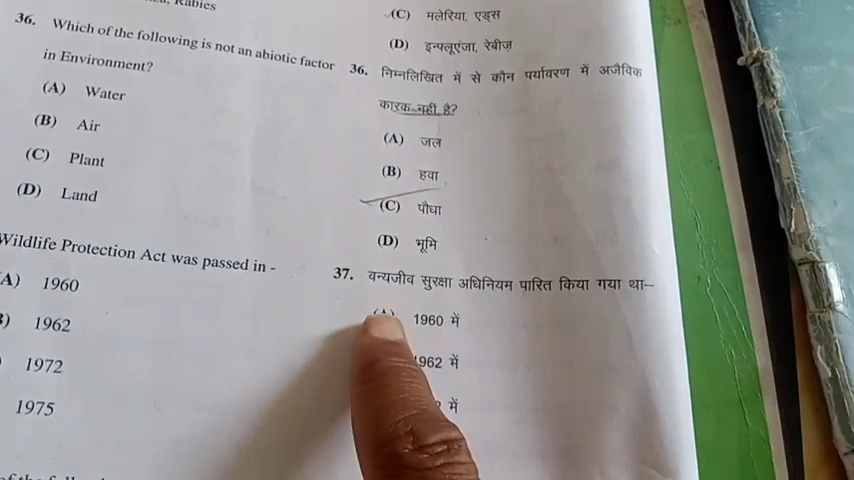 Rabies
36. Which of the following is not an abiotic factor
in Environment?
(A) Water
(B) Air
(C) Plant
(D) Land
Wildlife Protection Act was passed in -
A) 1960
1962
1972
1975
(C) मलेरिया, एड्स
(D) इन्फ्लूएंजा, रेबीज़
36. निम्नलिखित में से कौन पर्यावरण में अजैविक
कारक नहीं है?
(A) जल
(B) हवा
(C) पौधा
(D) भूमि
37. वन्यजीव सुरक्षा अधिनियम पारित किया गया था–
(A) 1960 में
1962 में
में